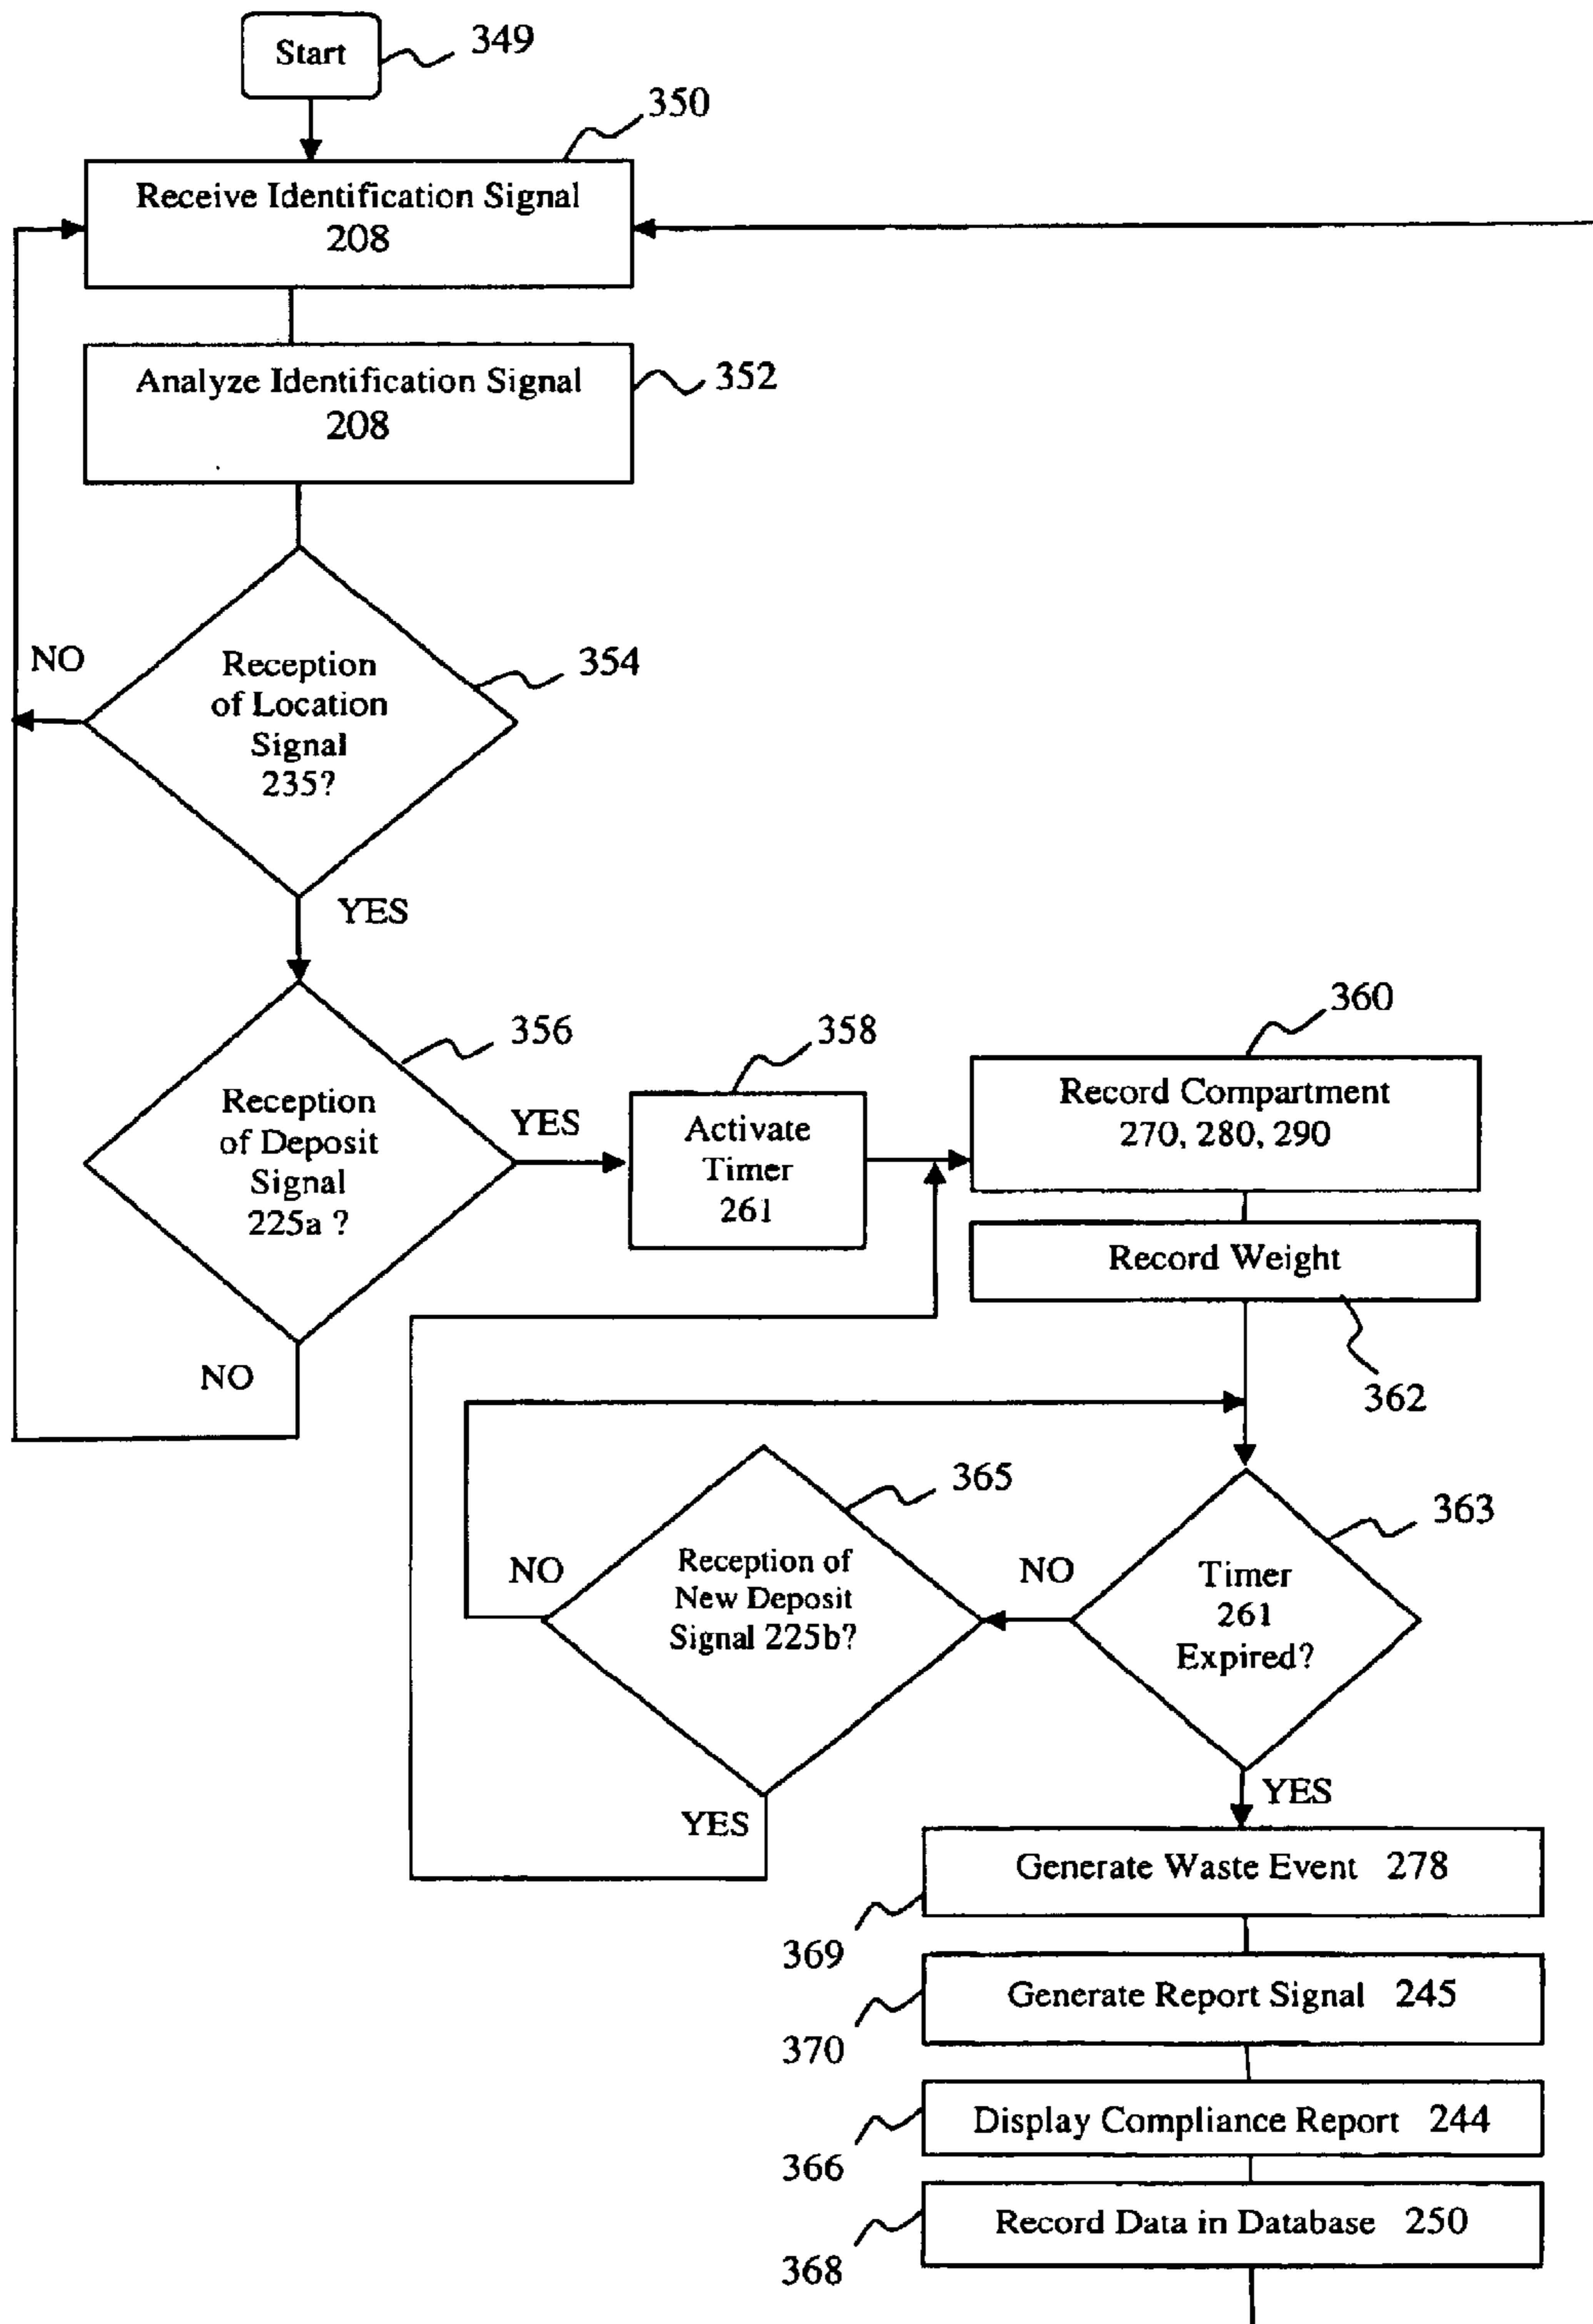 Start
349
350
Receive Identification Signal
208
Analyze Identification Signal
208
352
NO
Reception
of Location
Signal
235?
354
YES
Reception
of Deposit
Signal
225a ?
356
YES
NO
358
Activate
Timer
261
360
Record Compartment
270, 280, 290
Record Weight
362
363
Timer
261
Expired?
NO
365
Reception of
New Deposit
Signal 225b?
NO
YES
YES
Generate Waste Event 278
369
Generate Report Signal 245
370
Display Compliance Report 244
366
Record Data in Database 250
368